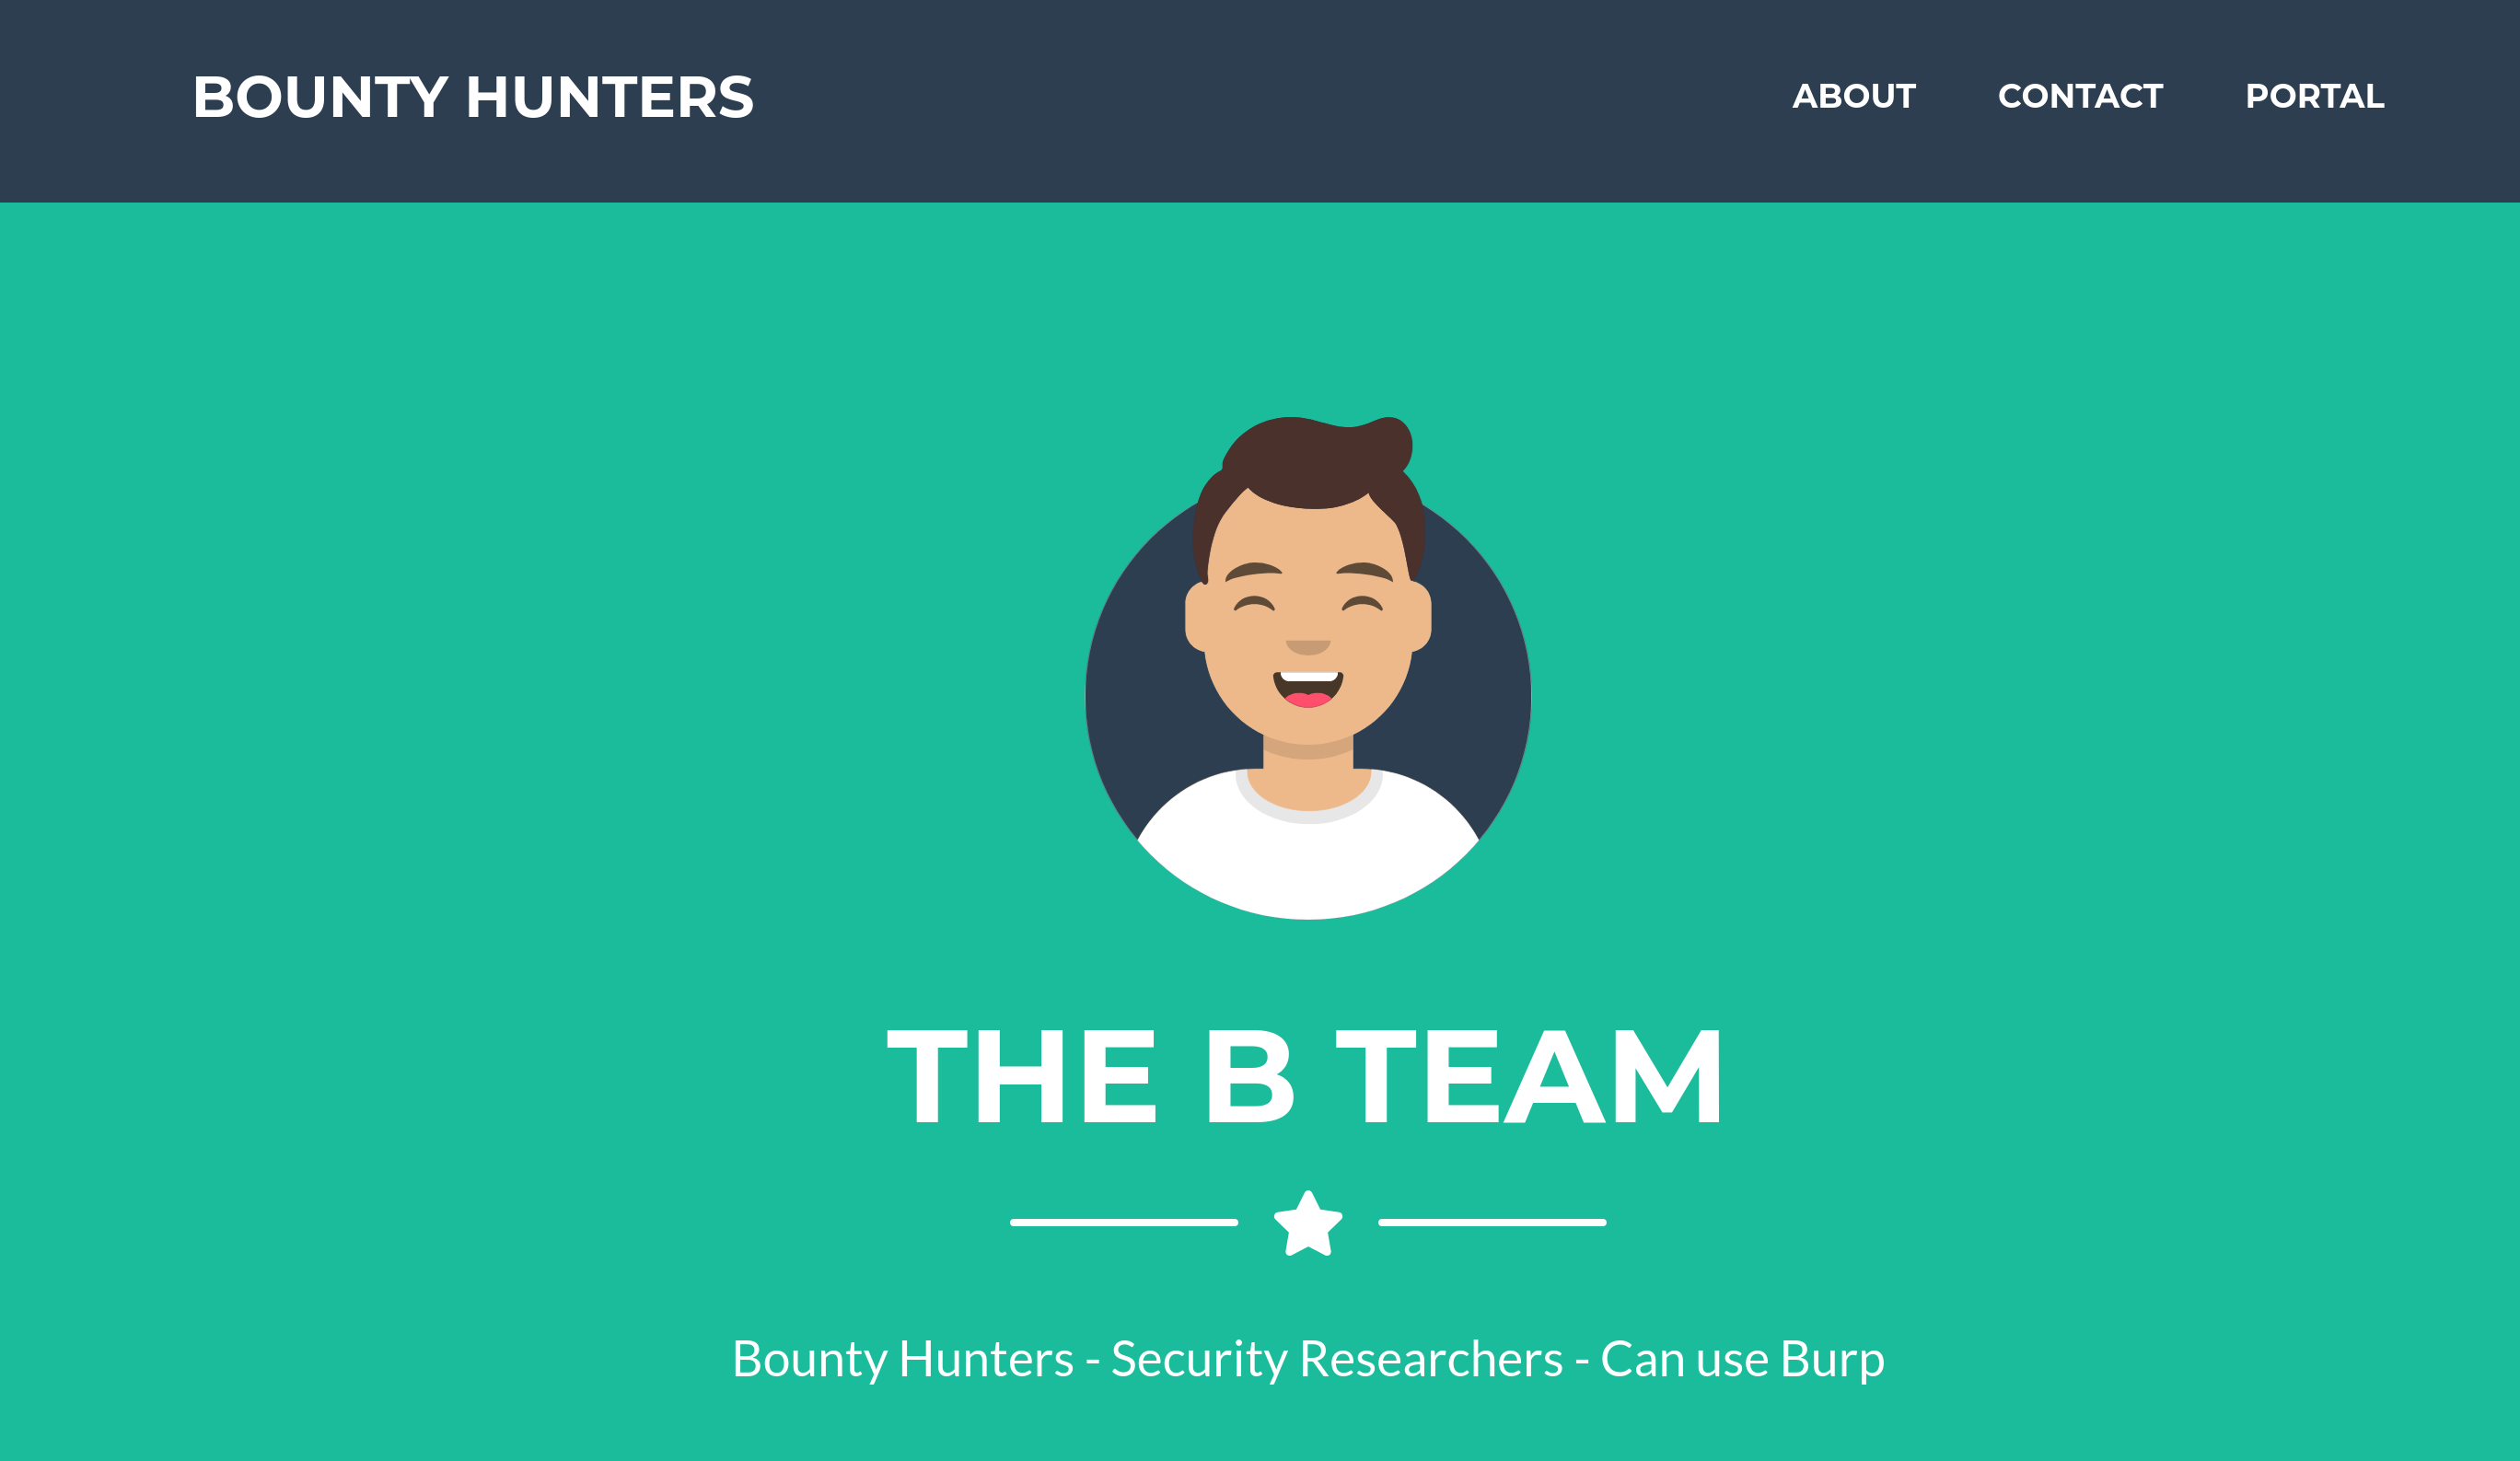 BOUNTY HUNTERS ABOUT CONTACT PORTAL
THE B TEAM
Bounty Hunters - Security Researchers - Can use Burp